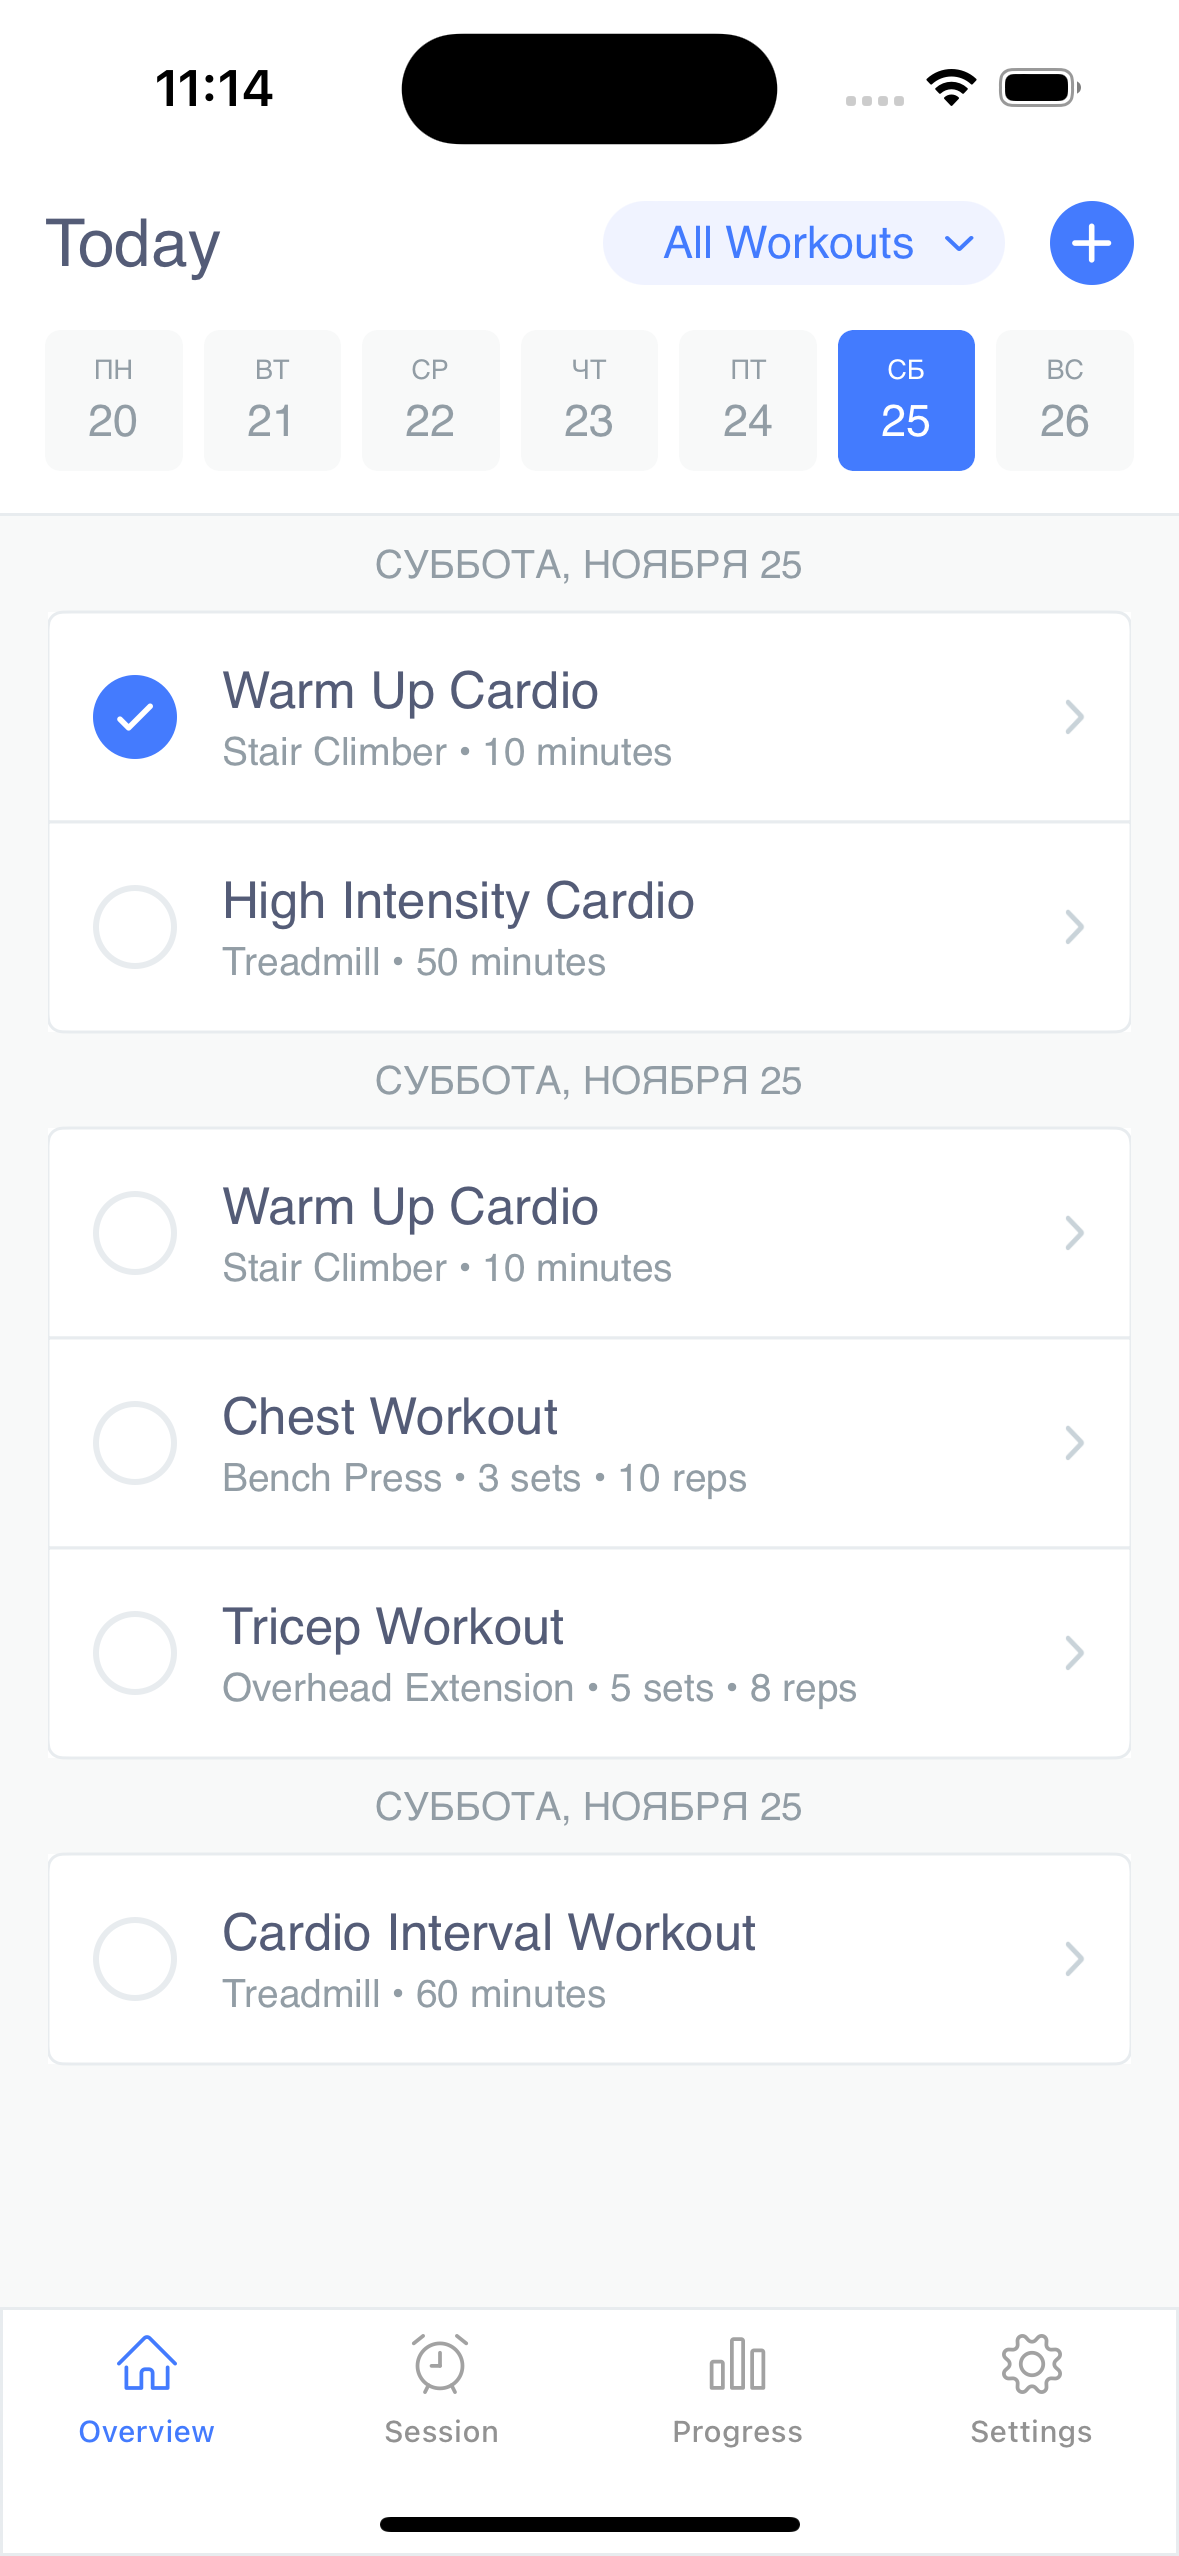 11:14
Today
All Workouts
ПН
ВТ
СР
ЧТ
ПТ
СБ
ВС
20
21
22
23
24
25
26
СУББОТА, НОЯБРЯ 25
Warm Up Cardio
Stair Climber • 10 minutes
High Intensity Cardio
Treadmill • 50 minutes
СУББОТА, НОЯБРЯ 25
Warm Up Cardio
Stair Climber • 10 minutes
Chest Workout
Bench Press • 3 sets • 10 reps
Tricep Workout
Overhead Extension • 5 sets • 8 reps
СУББОТА, НОЯБРЯ 25
Cardio Interval Workout
Treadmill • 60 minutes
Overview
Session
Progress
Settings